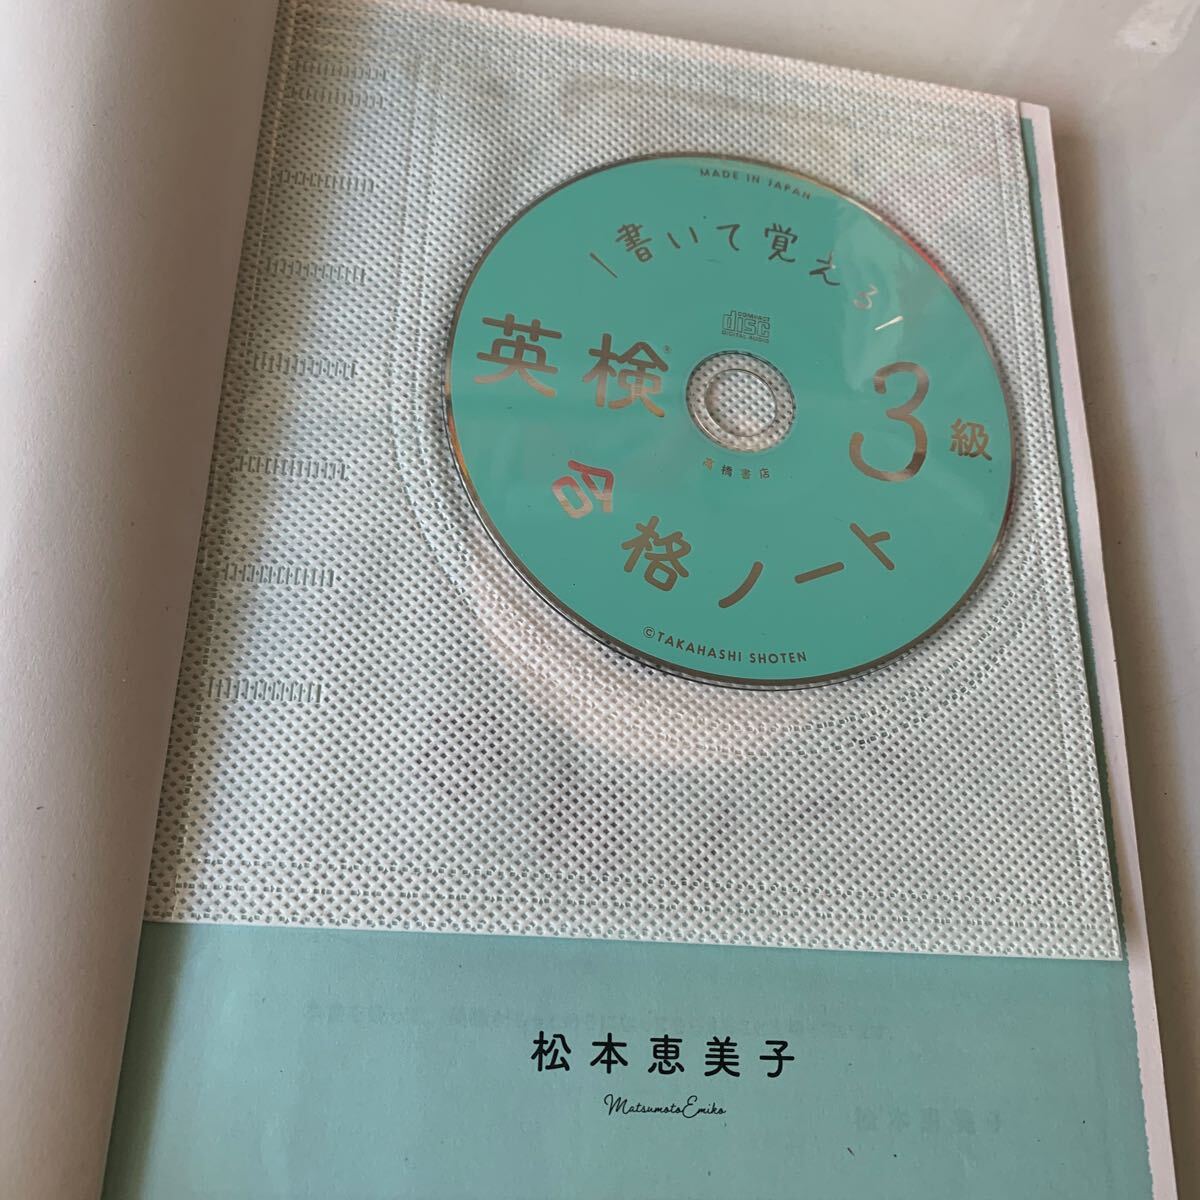 MADE IN JAPAN
\書いて覚える/
COMPACT
disc
DIGITAL AUDIO
英検® 3級
高橋書店
合格ノート
©TAKAHASHI SHOTEN
松本恵美子
Matsumoto Emiko